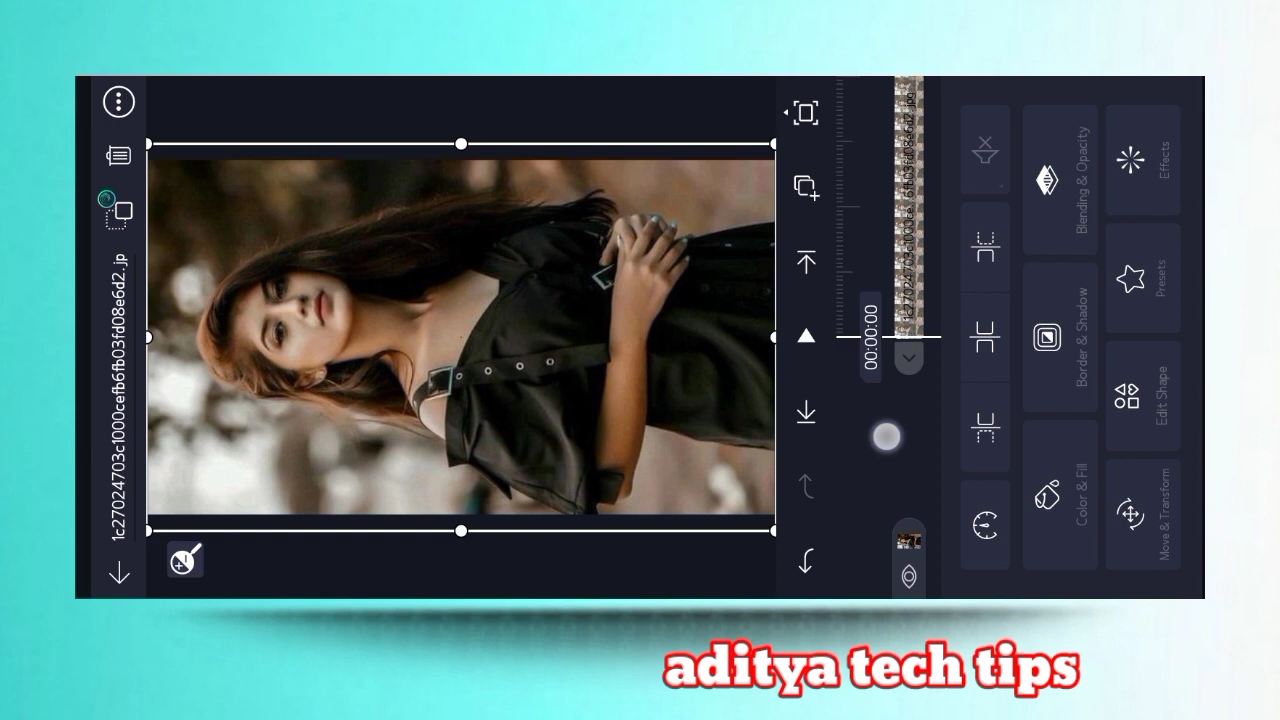 1c27024703c1000cefbf6fb03fd08e6d2.jp
00:00:00
Blending & Opacity
Border & Shadow
Color & Fill
Effects
Presets
Edit Shape
Move & Transform
aditya tech tips